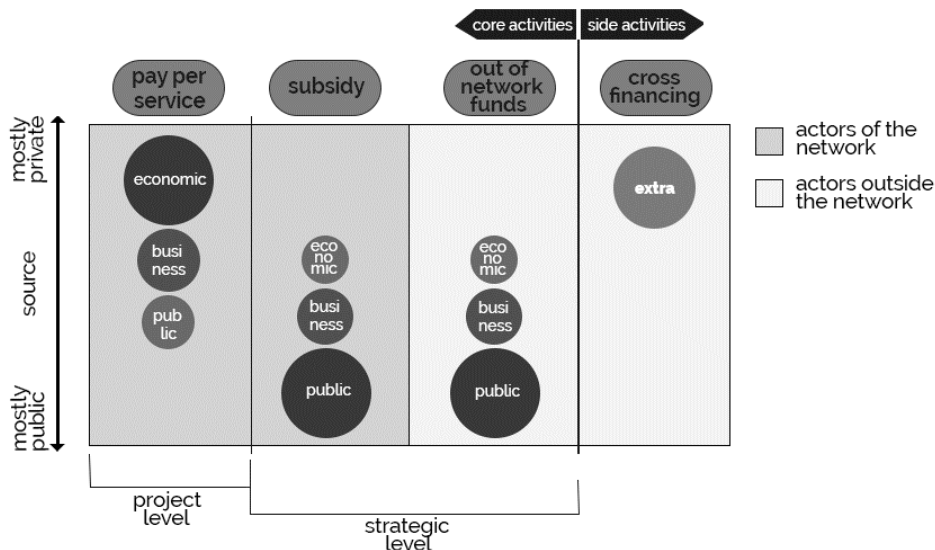 core activities
side activities
pay per
service
subsidy
out of
network
funds
cross
financing
mostly
private
source
mostly
public
economic
busi
ness
pub
lic
eco
no
mic
busi
ness
public
eco
no
mic
busi
ness
public
extra
actors of the
network
actors outside
the network
project
level
strategic
level